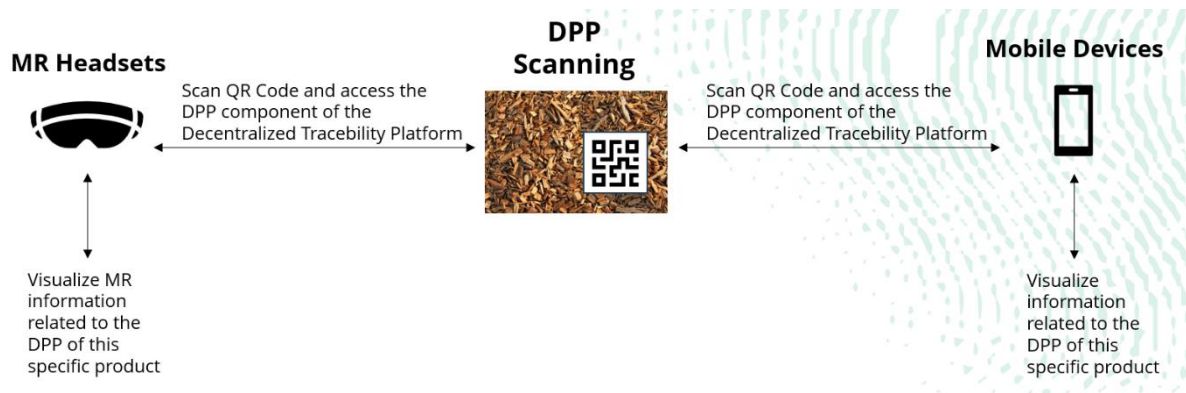 MR Headsets
Scan QR Code and access the
DPP component of the
Decentralized Tracebility Platform
DPP
Scanning
Scan QR Code and access the
DPP component of the
Decentralized Tracebility Platform
Mobile Devices
Visualize MR
information
related to the
DPP of this
specific product
Visualize
information
related to the
DPP of this
specific product